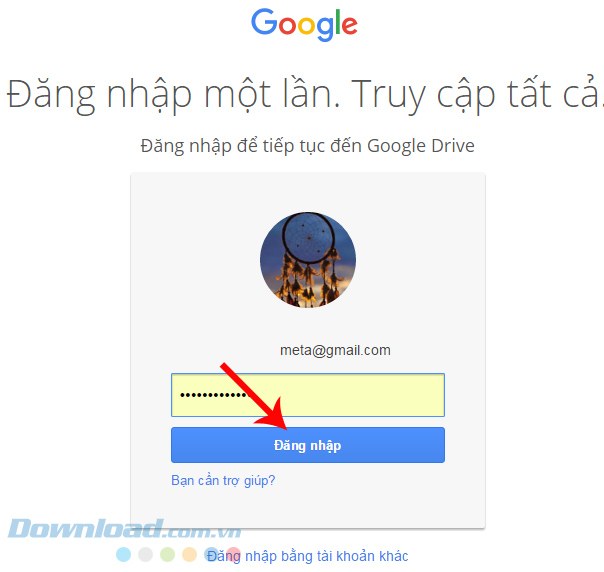 Google
Đăng nhập một lần. Truy cập tất cả.
Đăng nhập để tiếp tục đến Google Drive
meta@gmail.com
••••••••••••
Đăng nhập
Bạn cần trợ giúp?
Download.com.vn
Đăng nhập bằng tài khoản khác